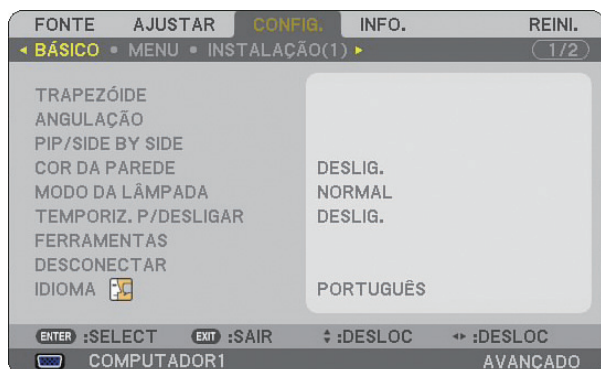 FONTE AJUSTAR CONFIG. INFO. REINI.
BÁSICO • MENU • INSTALAÇÃO(1) 1/2
TRAPEZÓIDE
ANGULAÇÃO
PIP/SIDE BY SIDE
COR DA PAREDE DESLIG.
MODO DA LÂMPADA NORMAL
TEMPORIZ. P/DESLIGAR DESLIG.
FERRAMENTAS
DESCONECTAR
IDIOMA PORTUGUÊS
ENTER :SELECT EXIT :SAIR :DESLOC :DESLOC
COMPUTADOR1 AVANÇADO